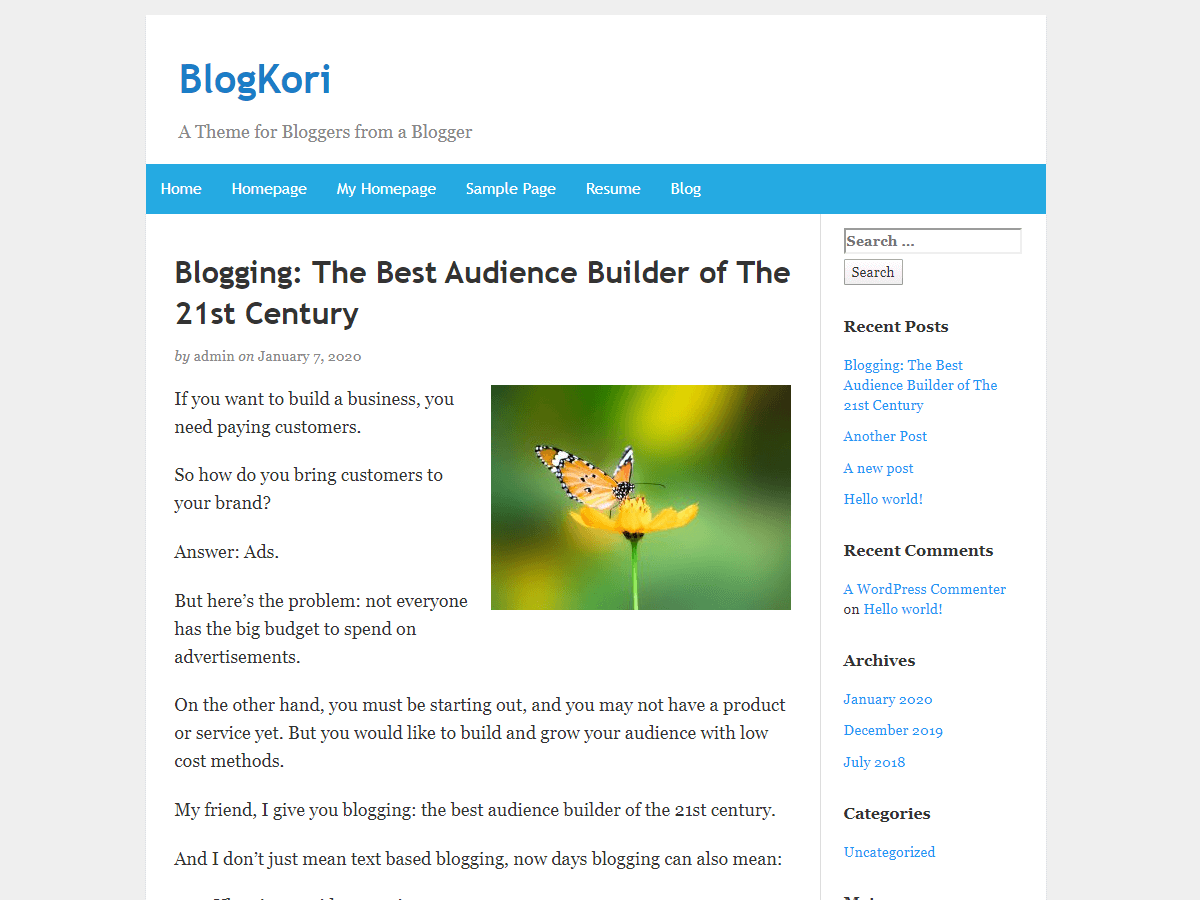 BlogKori
A Theme for Bloggers from a Blogger
Home Homepage My Homepage Sample Page Resume Blog
Blogging: The Best Audience Builder of The
21st Century
by admin on January 7, 2020
If you want to build a business, you
need paying customers.
So how do you bring customers to
your brand?
Answer: Ads.
But here’s the problem: not everyone
has the big budget to spend on
advertisements.
On the other hand, you must be starting out, and you may not have a product
or service yet. But you would like to build and grow your audience with low
cost methods.
My friend, I give you blogging: the best audience builder of the 21st century.
And I don’t just mean text based blogging, now days blogging can also mean:
Search ...
Search
Recent Posts
Blogging: The Best
Audience Builder of The
21st Century
Another Post
A new post
Hello world!
Recent Comments
A WordPress Commenter
on Hello world!
Archives
January 2020
December 2019
July 2018
Categories
Uncategorized